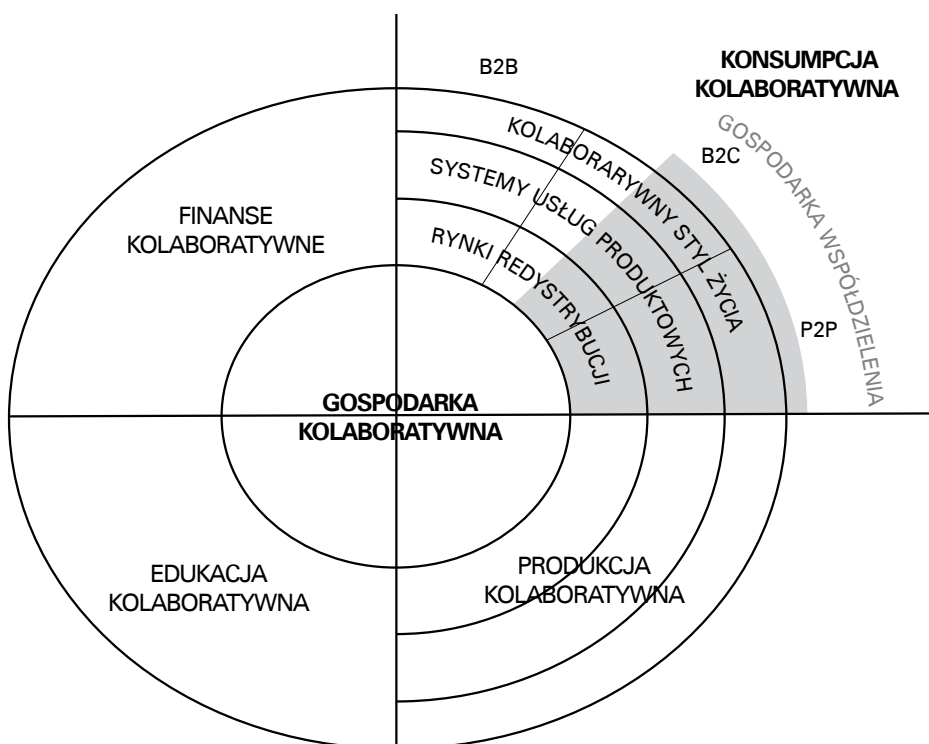 B2B
KONSUMPCJA
KOLABORATYWNA
GOSPODARKA WSPÓŁDZIELENIA
B2C
KOLABORARYWNY STYL ŻYCIA
SYSTEMY USŁUG PRODUKTOWYCH
RYNKI REDYSTRYBUCJI
P2P
FINANSE
KOLABORATYWNE
GOSPODARKA
KOLABORATYWNA
EDUKACJA
KOLABORATYWNA
PRODUKCJA
KOLABORATYWNA